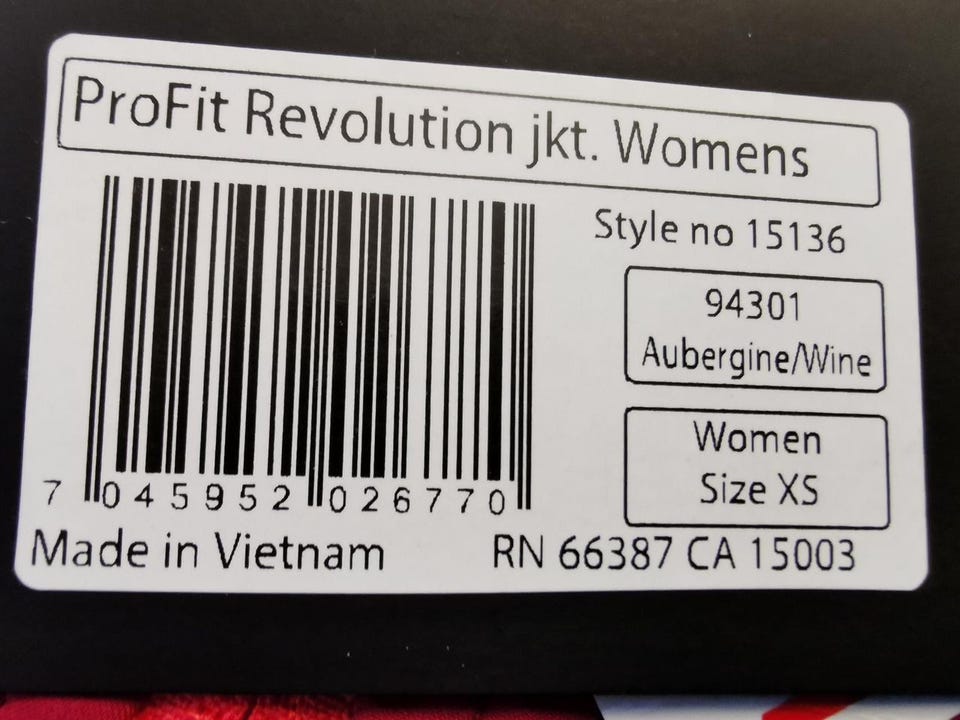 ProFit Revolution jkt. Womens
Style no 15136
94301
Aubergine/Wine
Women
Size XS
7 045952 026770
Made in Vietnam
RN 66387 CA 15003